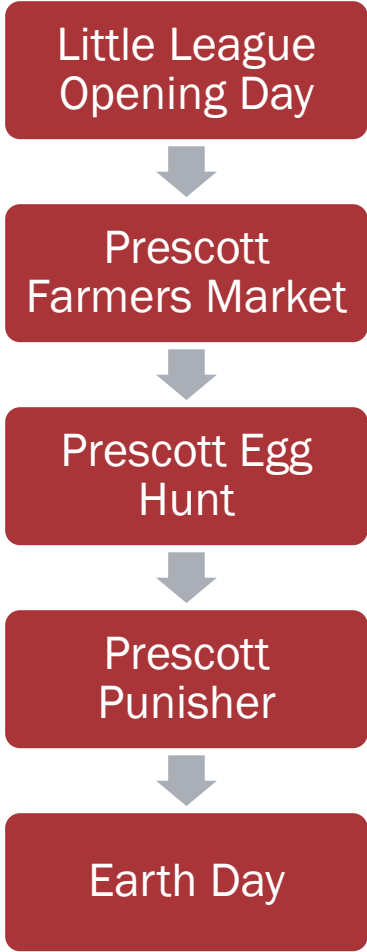 Little League
Opening Day
Prescott
Farmers Market
Prescott Egg
Hunt
Prescott
Punisher
Earth Day